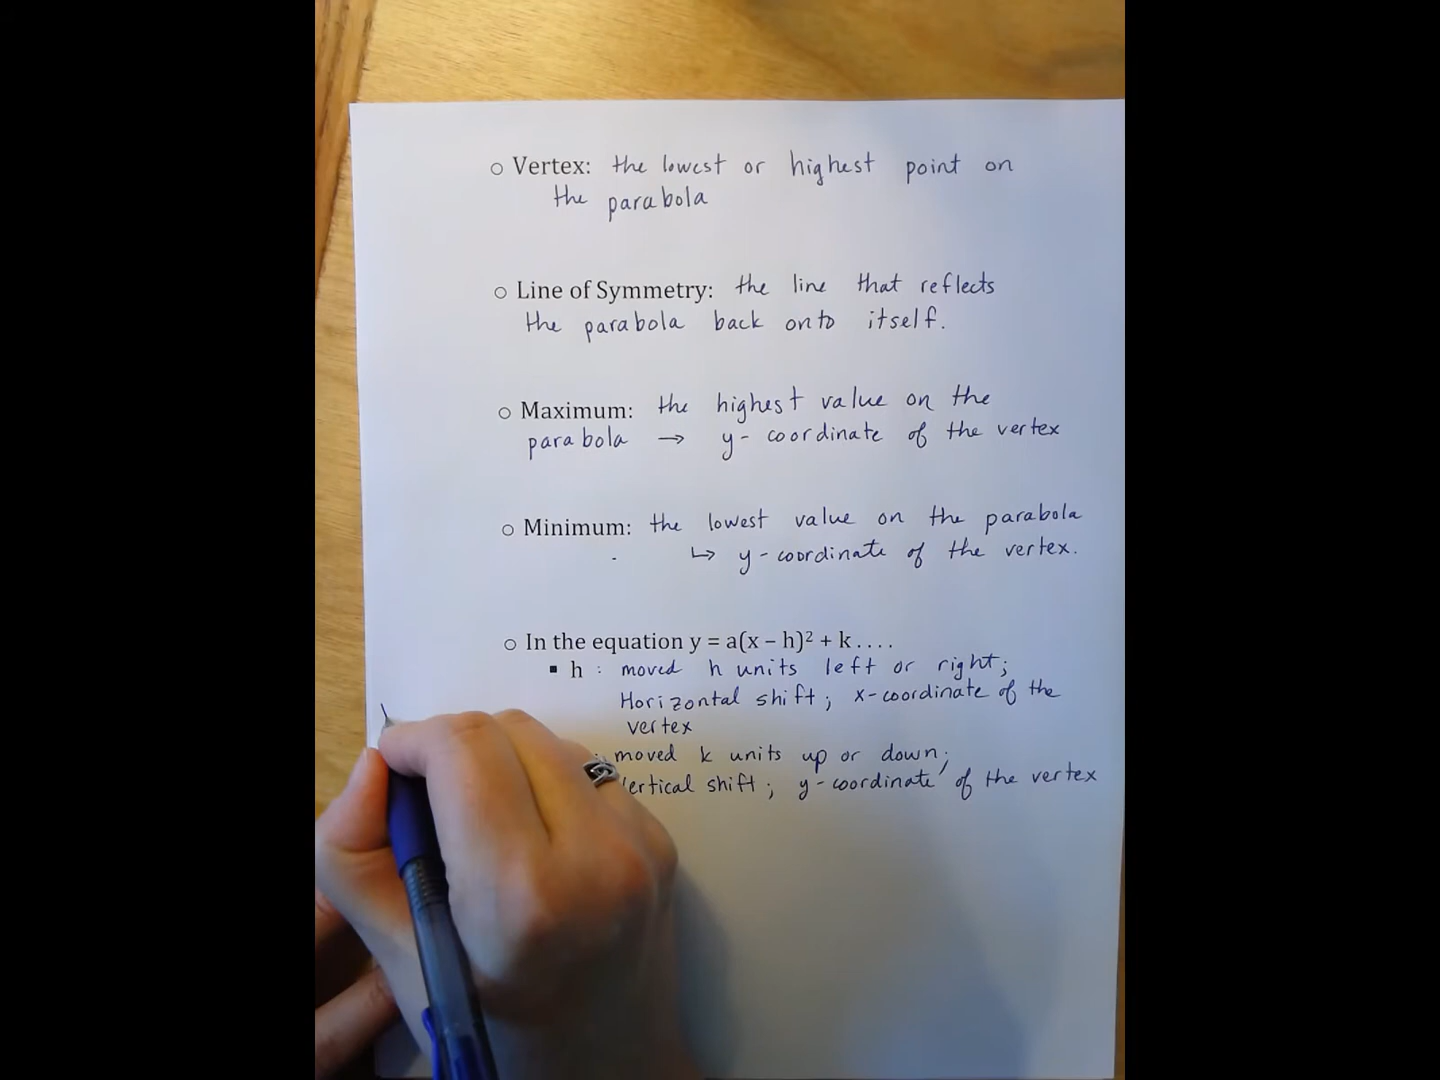 ○ Vertex: the lowest or highest point on
the parabola
○ Line of Symmetry: the line that reflects
the parabola back onto itself.
○ Maximum: the highest value on the
parabola → y-coordinate of the vertex
○ Minimum: the lowest value on the parabola
↳ y-coordinate of the vertex.
○ In the equation y = a(x – h)² + k . . . .
▪ h : moved h units left or right;
Horizontal shift; x-coordinate of the
vertex
: moved k units up or down;
shift; y-coordinate of the vertex